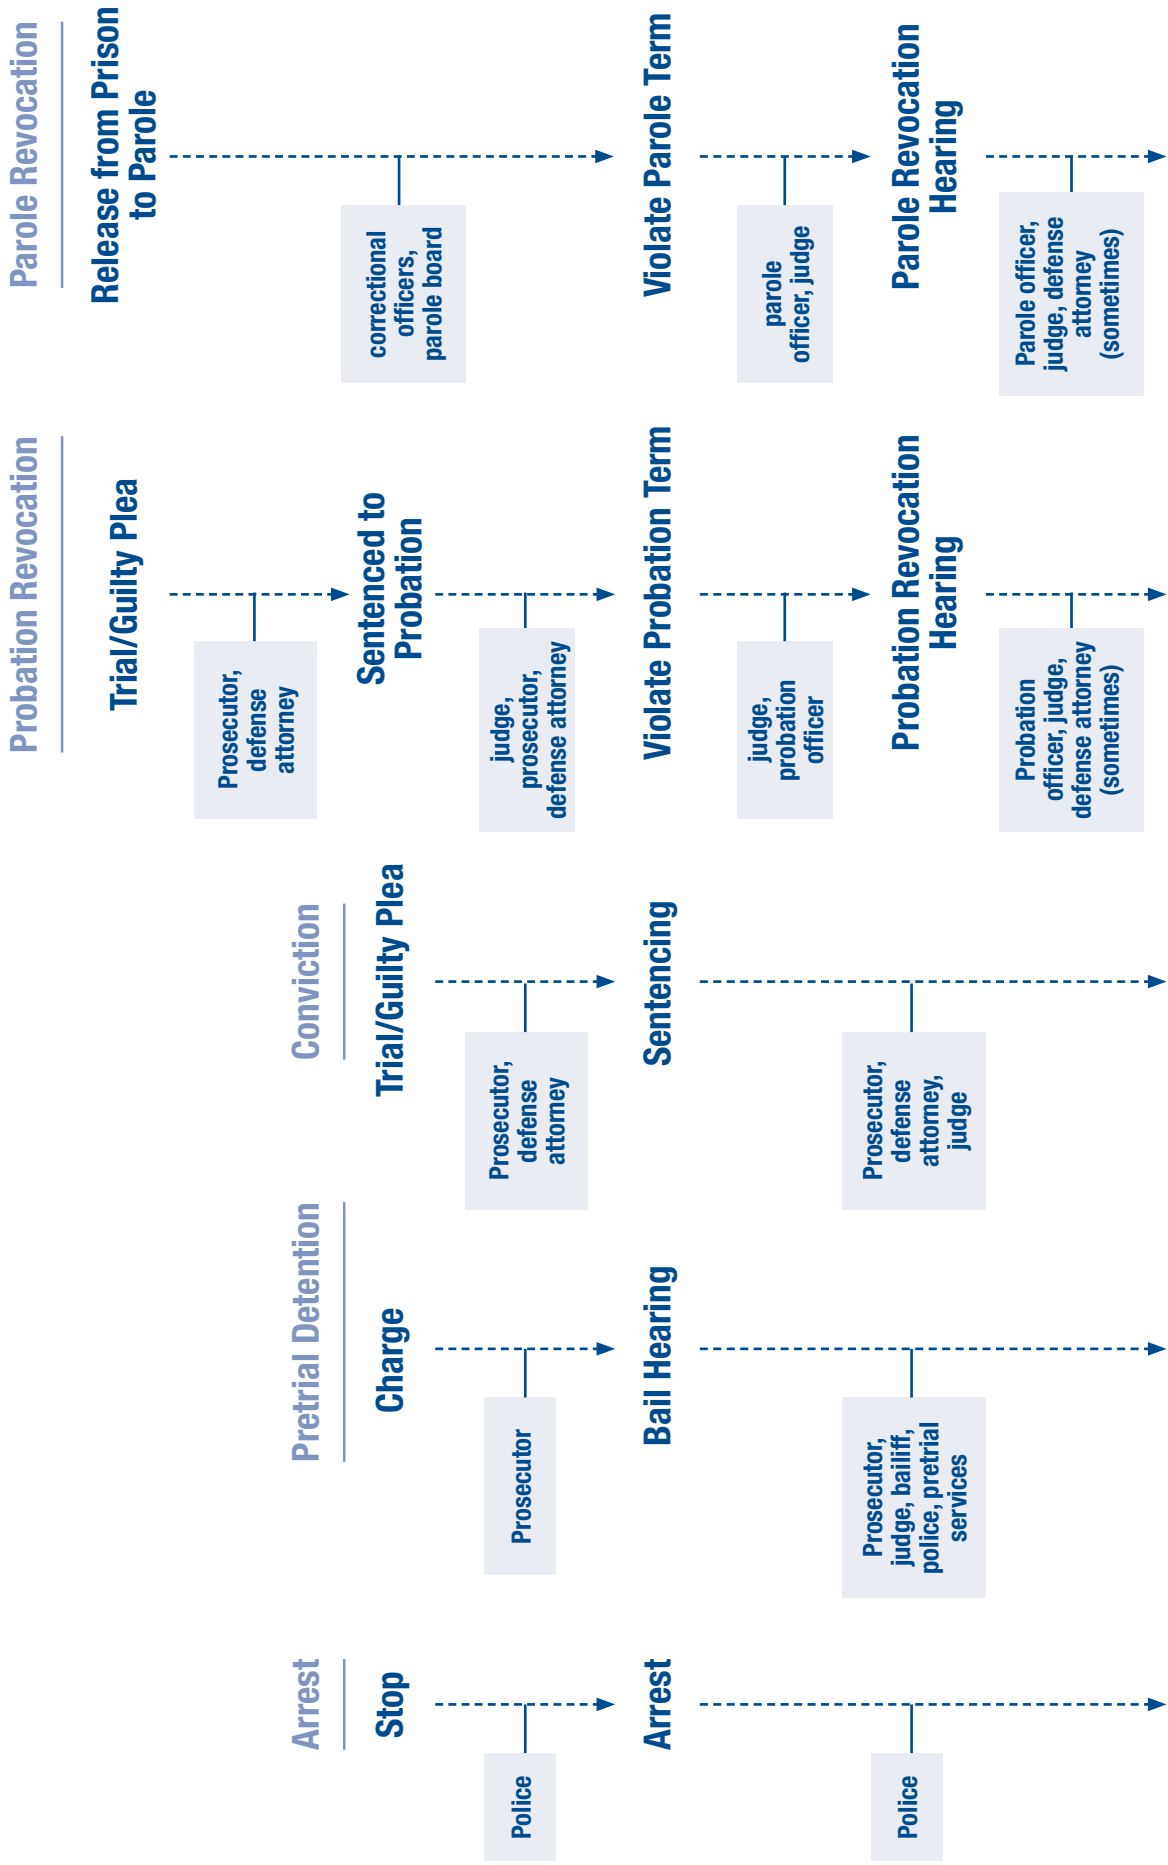 Arrest
Stop
Police
Arrest
Police
Pretrial Detention
Charge
Prosecutor
Bail Hearing
Prosecutor,
judge, bailiff,
police, pretrial
services
Conviction
Trial/Guilty Plea
Prosecutor,
defense
attorney
Sentencing
Prosecutor,
defense
attorney,
judge
Probation Revocation
Trial/Guilty Plea
Prosecutor,
defense
attorney
Sentenced to
Probation
judge,
prosecutor,
defense attorney
Violate Probation Term
judge,
probation
officer
Probation Revocation
Hearing
Probation
officer, judge,
defense attorney
(sometimes)
Parole Revocation
Release from Prison
to Parole
correctional
officers,
parole board
Violate Parole Term
parole
officer, judge
Parole Revocation
Hearing
Parole officer,
judge, defense
attorney
(sometimes)